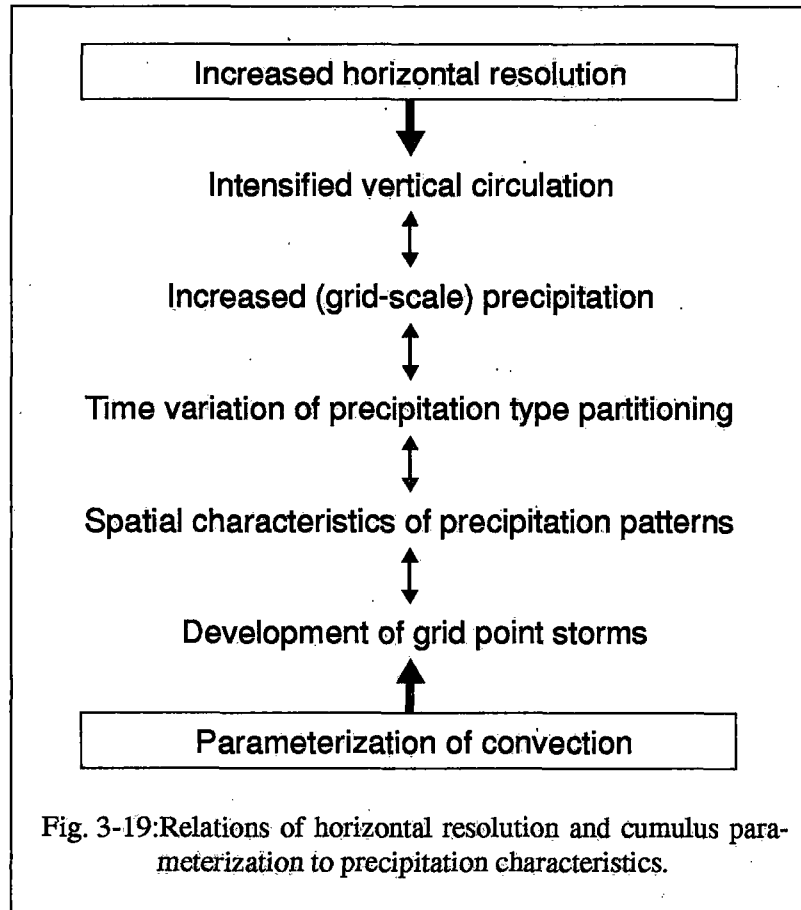 Increased horizontal resolution
Intensified vertical circulation
Increased (grid-scale) precipitation
Time variation of precipitation type partitioning
Spatial characteristics of precipitation patterns
Development of grid point storms
Parameterization of convection
Fig. 3-19:Relations of horizontal resolution and cumulus para-
meterization to precipitation characteristics.